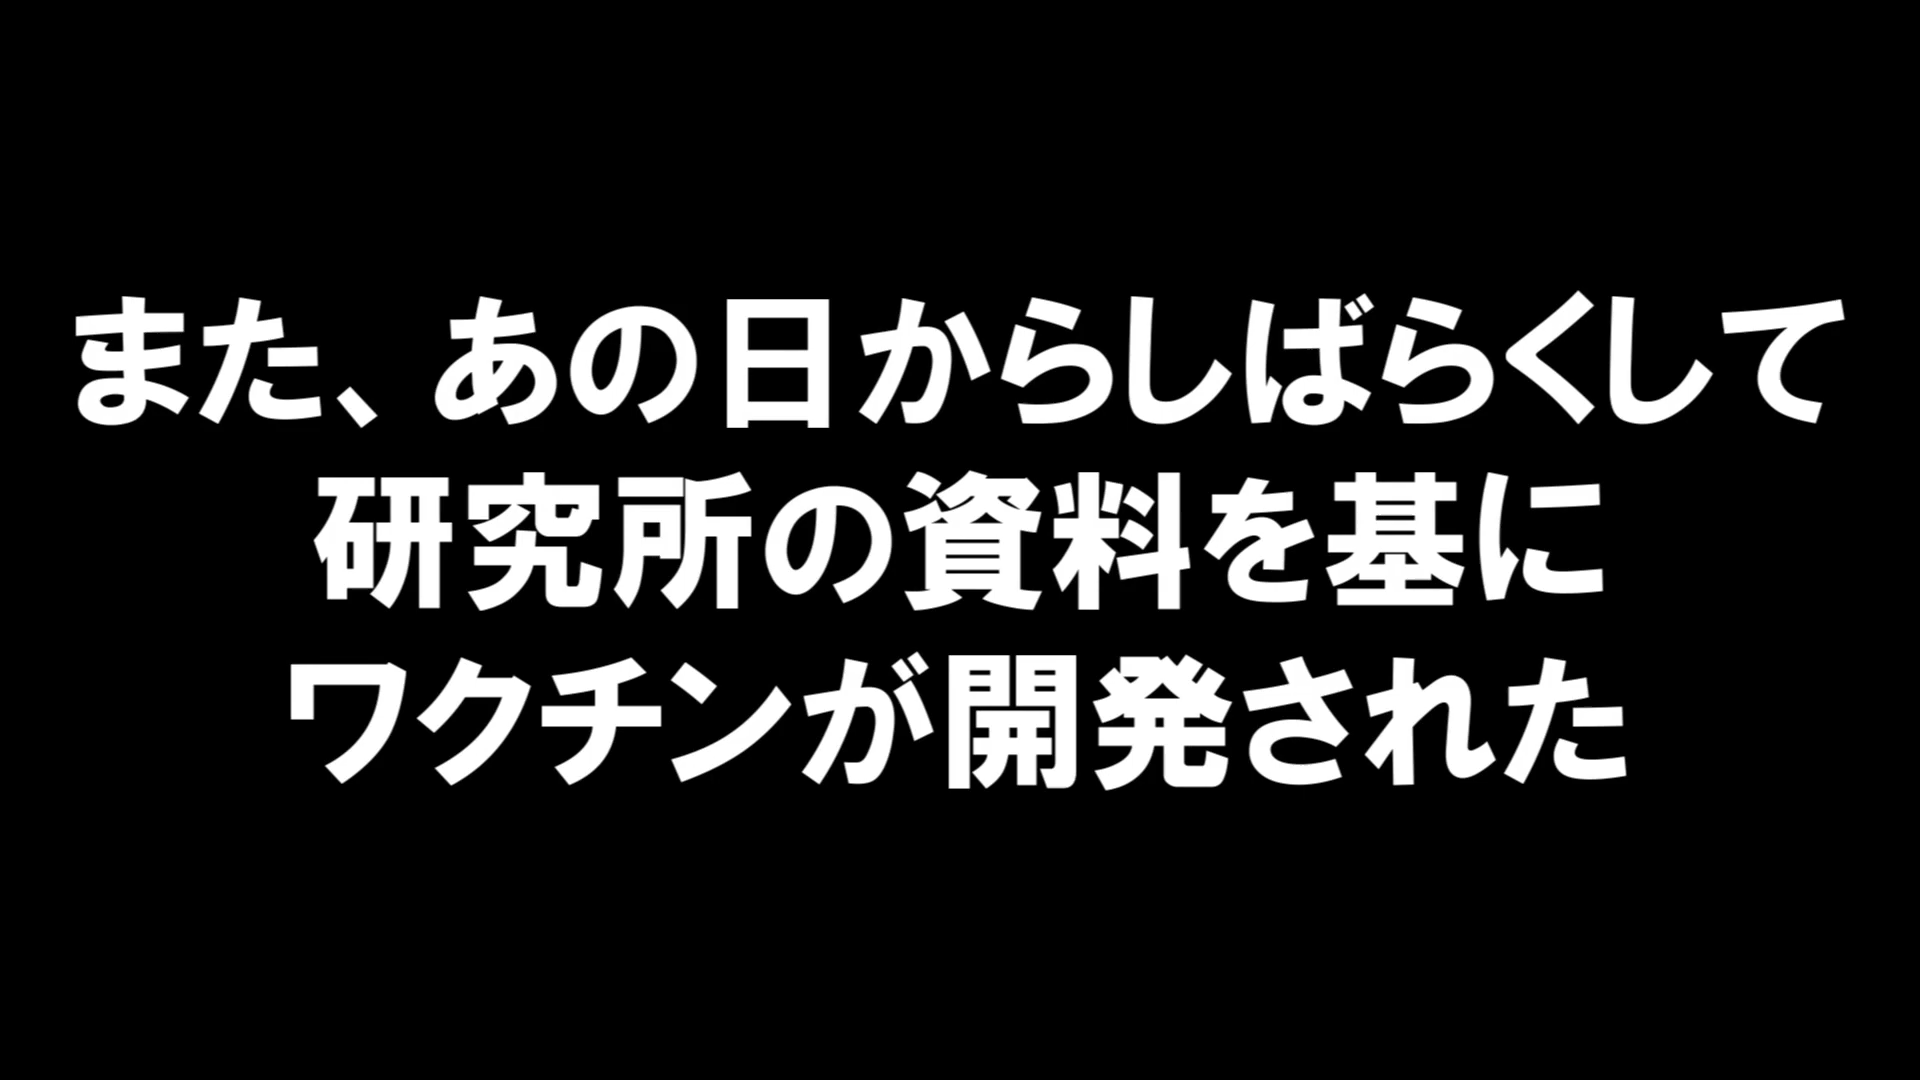 また、あの日からしばらくして
研究所の資料を基に
ワクチンが開発された